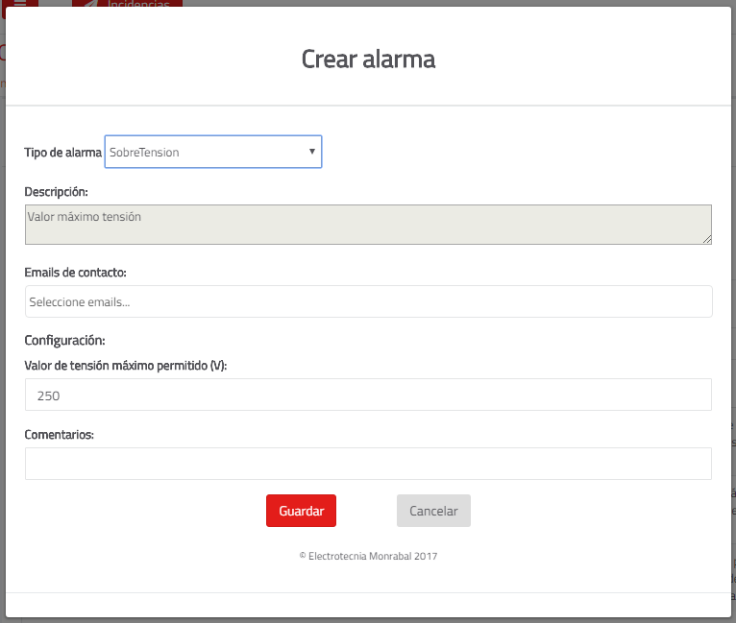 Incidencias
Crear alarma
Tipo de alarma SobreTension
Descripción:
Valor máximo tensión
Emails de contacto:
Seleccione emails...
Configuración:
Valor de tensión máximo permitido (V):
250
Comentarios:
Guardar Cancelar
© Electrotecnia Monrabal 2017